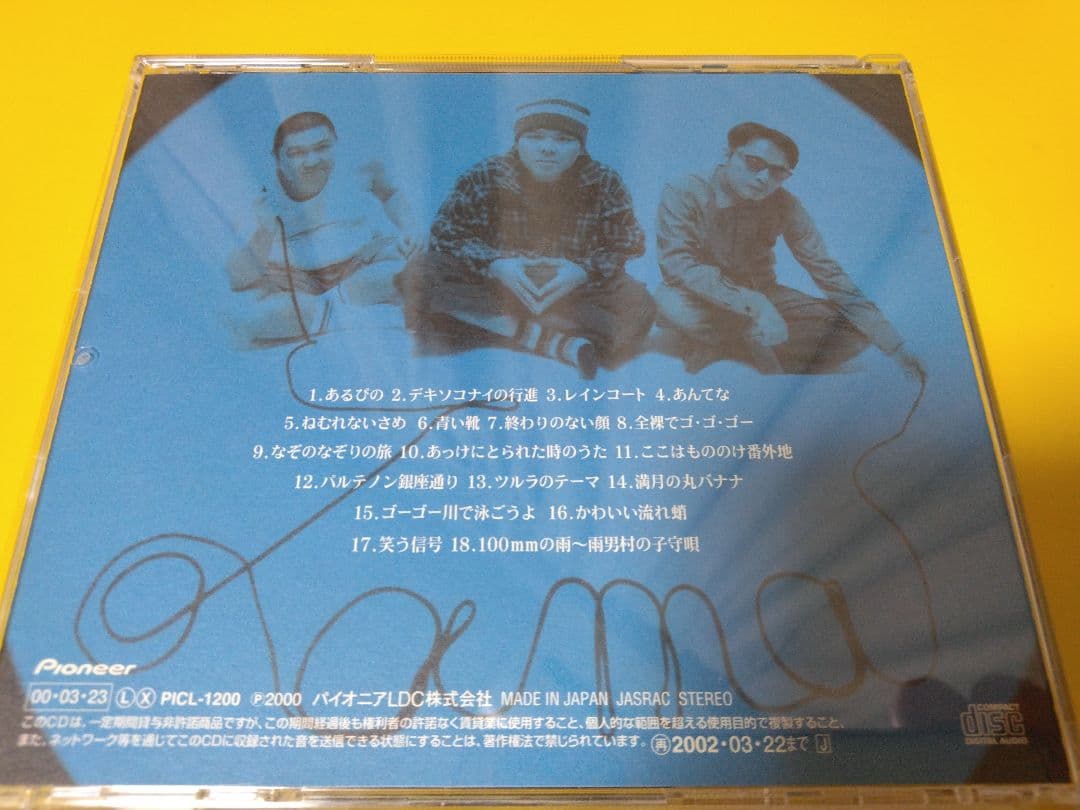 1.あるぴの 2.デキソコナイの行進 3.レインコート 4.あんてな
5.ねむれないさめ 6.青い靴 7.終わりのない顔 8.全裸でゴ・ゴ・ゴー
9.なぞのなぞりの旅 10.あっけにとられた時のうた 11.ここはもののけ番外地
12.パルテノン銀座通り 13.ツルラのテーマ 14.満月の丸バナナ
15.ゴーゴー川で泳ごうよ 16.かわいい流れ蛸
17.笑う信号 18.100mmの雨〜雨男村の子守唄
Tama
Pioneer
00・03・23 L X PICL-1200 ℗2000 パイオニアLDC株式会社 MADE IN JAPAN JASRAC STEREO
このCDは、一定期間貸与非許諾商品ですが、この期間経過後も権利者の許諾なく賃貸業に使用すること、個人的な範囲を超える使用目的で複製すること、
また、ネットワーク等を通じてこのCDに収録された音を送信できる状態にすることは、著作権法で禁じられています。 再2002・03・22まで J
COMPACT
disc
DIGITAL AUDIO